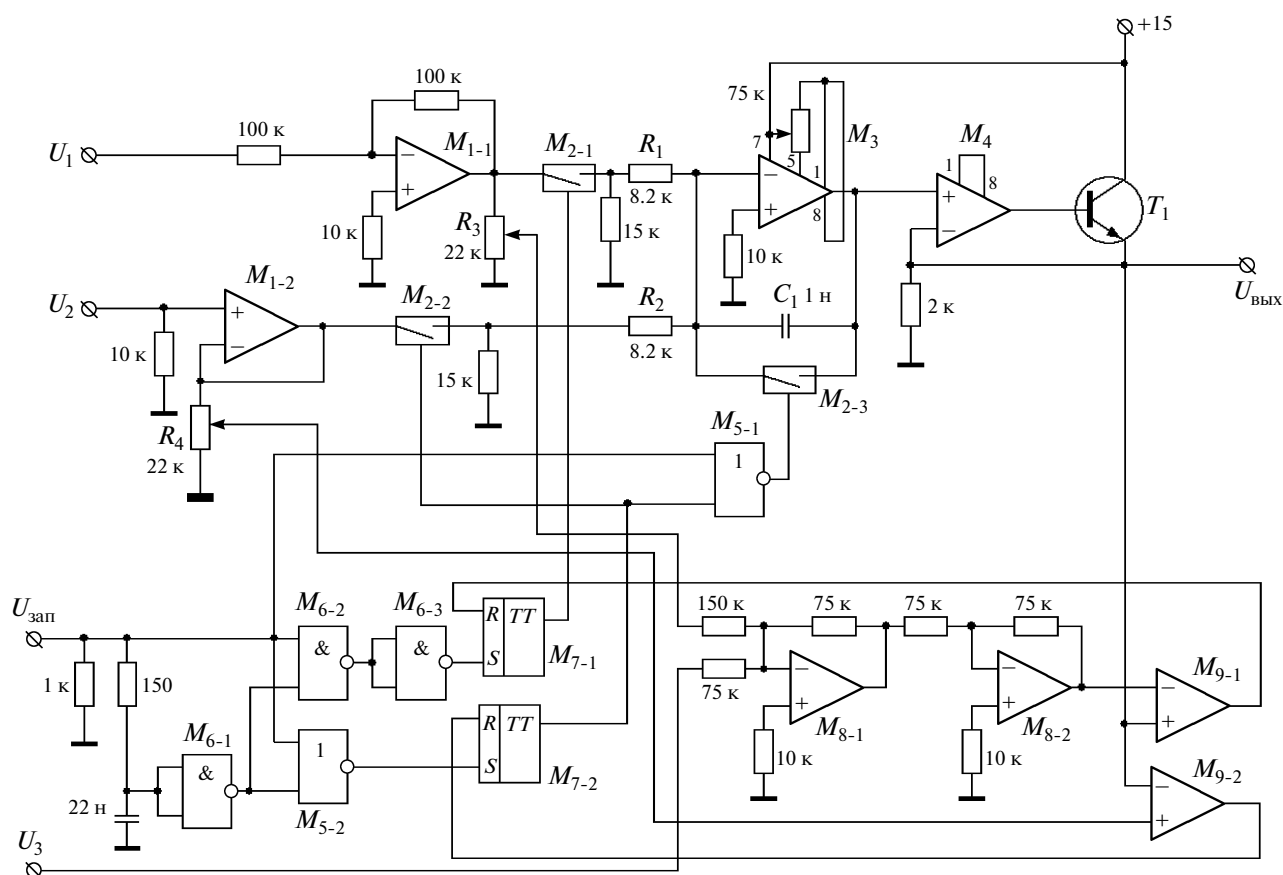 +15
100 к
75 к
100 к
M1-1
M2-1
R1
7
M3
M4
U1
−
5
1
1
8
−
+
8.2 к
8
+
T1
+
−
10 к
R3
22 к
15 к
10 к
M1-2
M2-2
R2
C1 1 н
Uвых
U2
+
2 к
−
10 к
8.2 к
15 к
M2-3
R4
M5-1
22 к
1
Uзап
M6-2
M6-3
R TT
150 к
75 к
75 к
75 к
&
&
S
M7-1
1 к
150
75 к
−
−
M9-1
−
+
M8-1
+
M8-2
+
M6-1
R TT
&
1
S
M7-2
10 к
10 к
M9-2
−
+
22 н
M5-2
U3